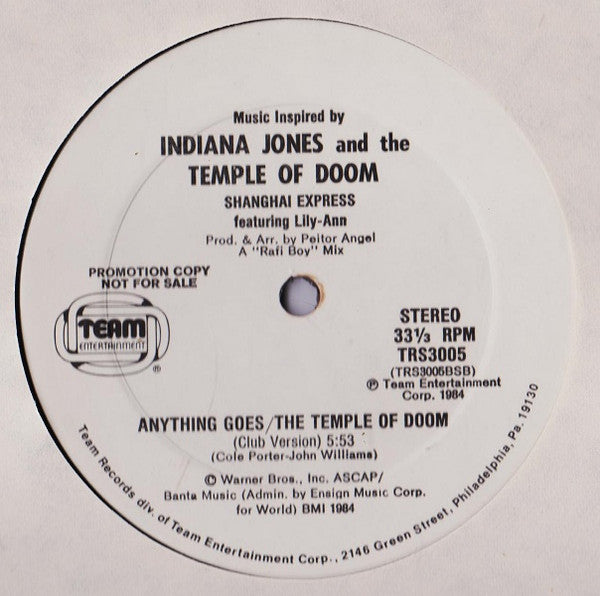 Music Inspired by
INDIANA JONES and the
TEMPLE OF DOOM
SHANGHAI EXPRESS
featuring Lily-Ann
Prod. & Arr. by Peitor Angel
A "Rafi Boy" Mix
PROMOTION COPY
NOT FOR SALE
TEAM
ENTERTAINMENT
®
STEREO
33⅓ RPM
TRS3005
(TRS3005BSB)
℗ Team Entertainment
Corp. 1984
ANYTHING GOES/THE TEMPLE OF DOOM
(Club Version) 5:53
(Cole Porter-John Williams)
© Warner Bros., Inc. ASCAP/
Banta Music (Admin. by Ensign Music Corp.
for World) BMI 1984
Team Records div. of Team Entertainment Corp., 2146 Green Street, Philadelphia, Pa. 19130